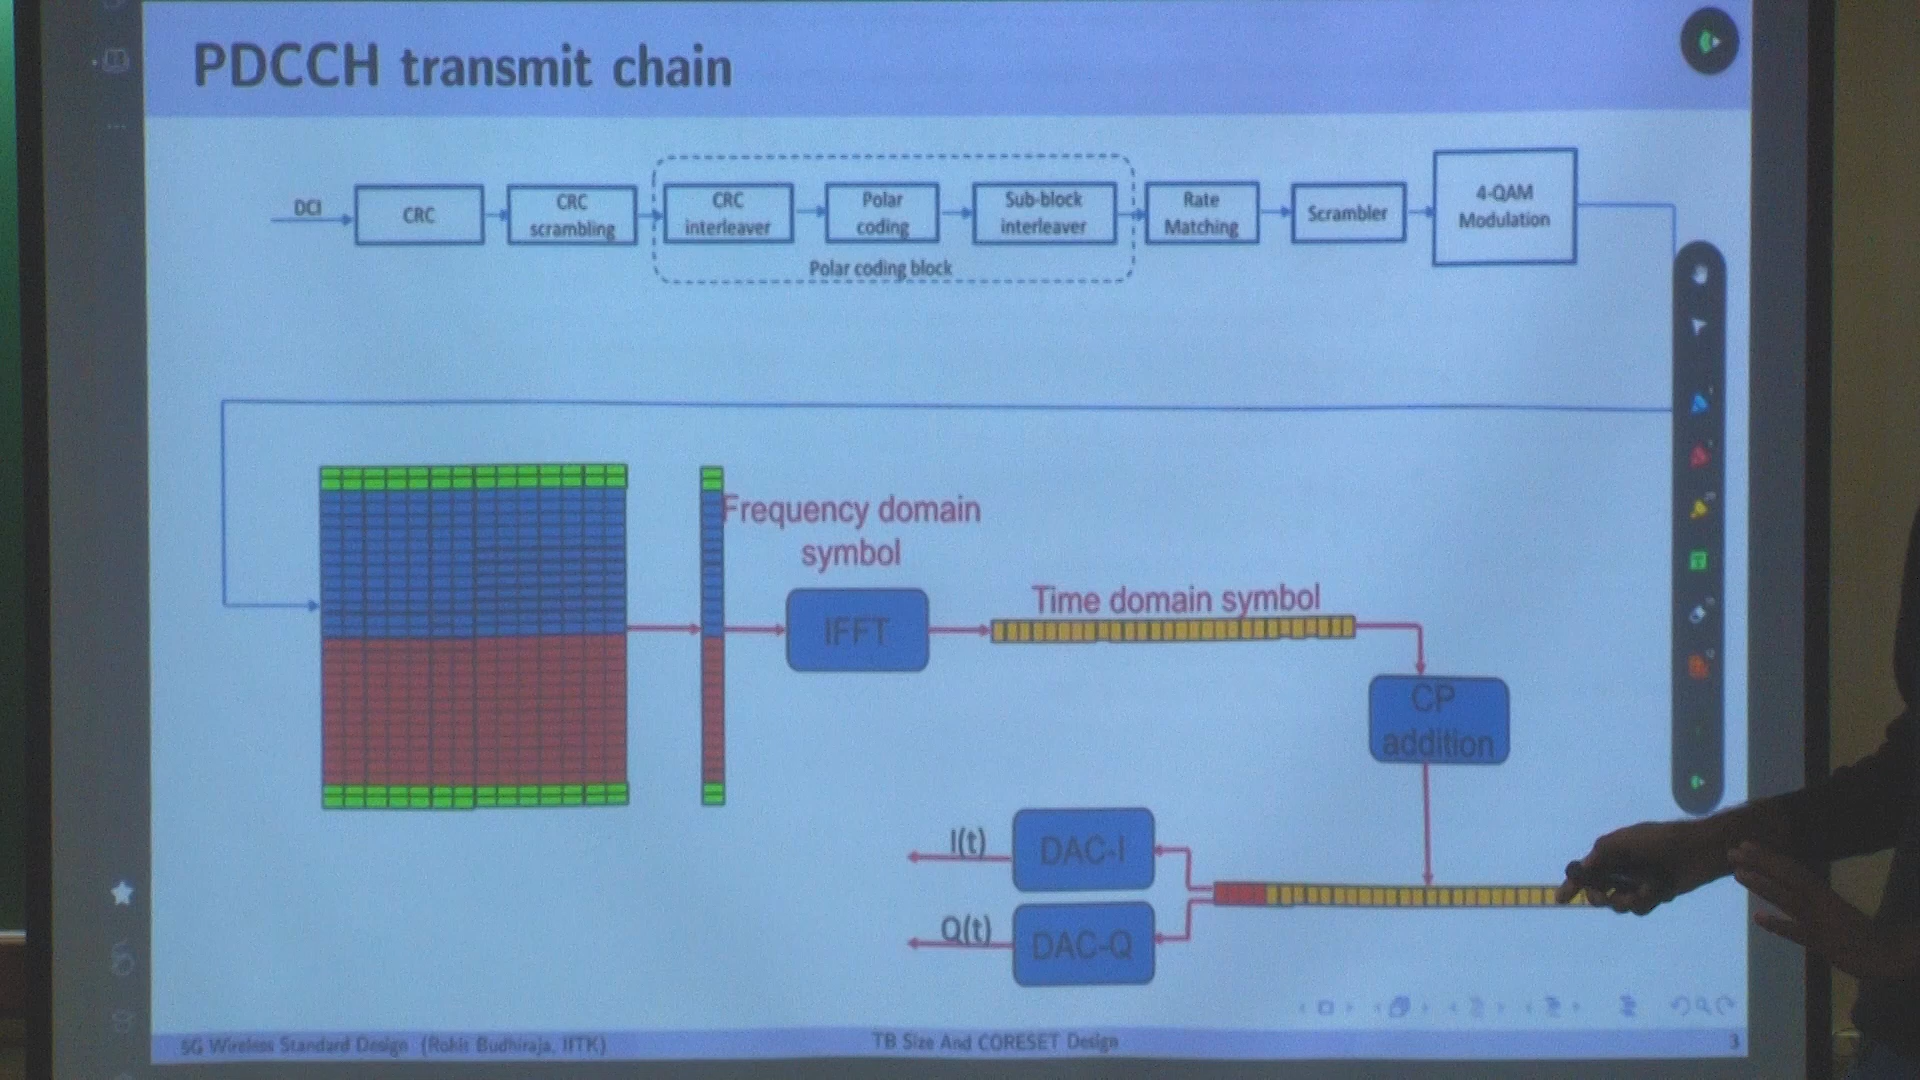 PDCCH transmit chain
DCI
CRC
CRC
scrambling
CRC
interleaver
Polar
coding
Sub-block
interleaver
Polar coding block
Rate
Matching
Scrambler
4-QAM
Modulation
Frequency domain
symbol
IFFT
Time domain symbol
CP
addition
I(t)
DAC-I
Q(t)
DAC-Q
5G Wireless Standard Design (Rohit Budhiraja, IITK)
TB Size And CORESET Design
3